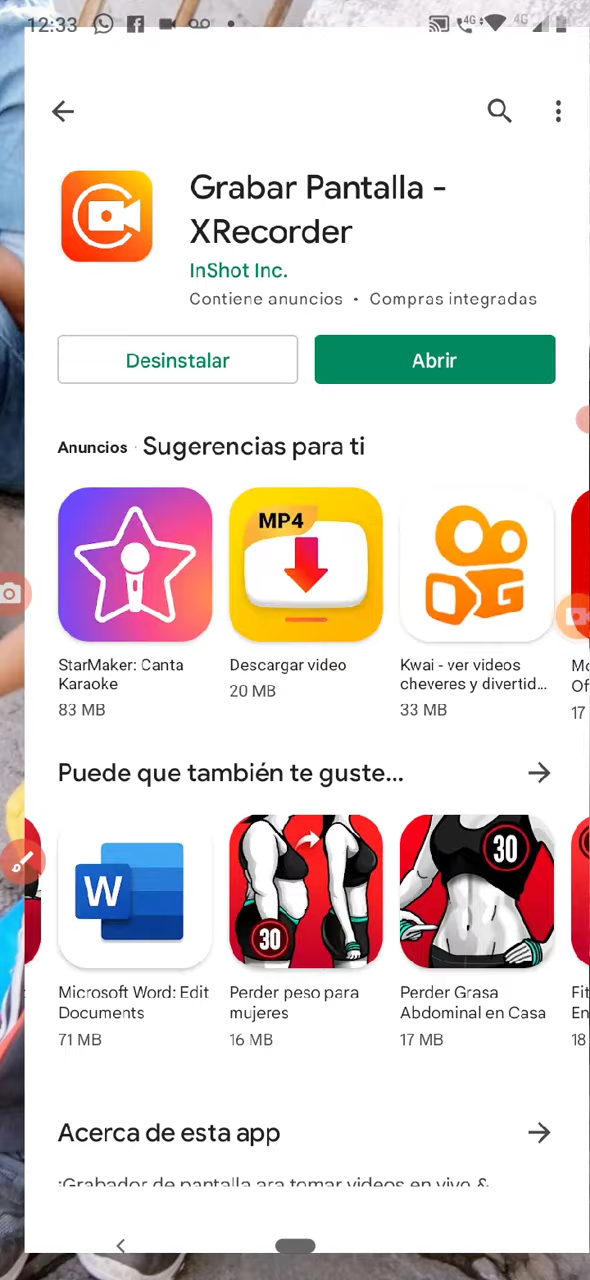 12:33
4G
4G
Grabar Pantalla -
XRecorder
InShot Inc.
Contiene anuncios • Compras integradas
Desinstalar
Abrir
Anuncios · Sugerencias para ti
MP4
StarMaker: Canta
Karaoke
83 MB
Descargar video
20 MB
Kwai - ver videos
cheveres y divertid...
33 MB
17
Puede que también te guste...
W
30
30
Microsoft Word: Edit
Documents
71 MB
Perder peso para
mujeres
16 MB
Perder Grasa
Abdominal en Casa
17 MB
18
Acerca de esta app
¡Grabador de pantalla ara tomar videos en vivo &